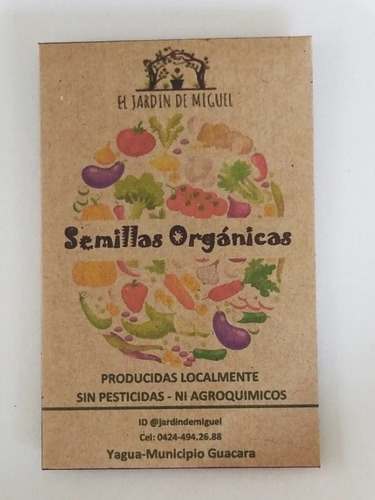 EL JARDIN DE MIGUEL
Semillas Orgánicas
PRODUCIDAS LOCALMENTE
SIN PESTICIDAS - NI AGROQUIMICOS
ID @jardindemiguel
Cel: 0424-494.26.88
Yagua-Municipio Guacara